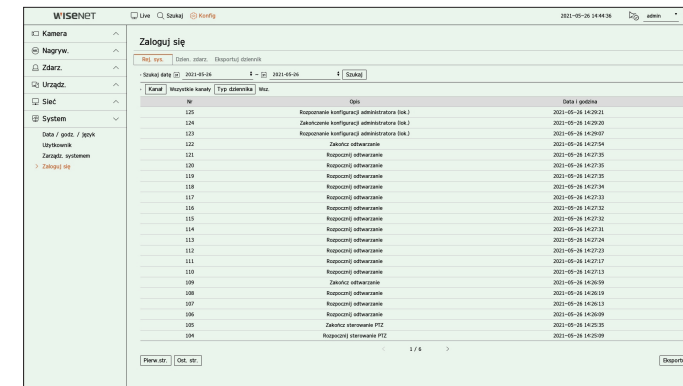 WISENET Live Szukaj Konfig 2021-05-26 14:44:36 admin
Kamera
Nagryw.
Zdarz.
Urządz.
Sieć
System
Data / godz. / język
Użytkownik
Zarządz. systemem
> Zaloguj się
Zaloguj się
Rej. sys. Dzien. zdarz. Eksportuj dziennik
· Szukaj datę 2021-05-26 ~ 2021-05-26 Szukaj
· Kanał Wszystkie kanały Typ dziennika Wsz.
Nr Opis Data i godzina
125 Rozpoznanie konfiguracji administratora (lok.) 2021-05-26 14:29:21
124 Zakończenie konfiguracji administratora (lok.) 2021-05-26 14:29:20
123 Rozpoznanie konfiguracji administratora (lok.) 2021-05-26 14:29:07
122 Zakończ odtwarzanie 2021-05-26 14:27:54
121 Rozpocznij odtwarzanie 2021-05-26 14:27:35
120 Rozpocznij odtwarzanie 2021-05-26 14:27:35
119 Rozpocznij odtwarzanie 2021-05-26 14:27:35
118 Rozpocznij odtwarzanie 2021-05-26 14:27:34
117 Rozpocznij odtwarzanie 2021-05-26 14:27:33
116 Rozpocznij odtwarzanie 2021-05-26 14:27:32
115 Rozpocznij odtwarzanie 2021-05-26 14:27:32
114 Rozpocznij odtwarzanie 2021-05-26 14:27:31
113 Rozpocznij odtwarzanie 2021-05-26 14:27:24
112 Rozpocznij odtwarzanie 2021-05-26 14:27:23
111 Rozpocznij odtwarzanie 2021-05-26 14:27:17
110 Rozpocznij odtwarzanie 2021-05-26 14:27:13
109 Zakończ odtwarzanie 2021-05-26 14:26:59
108 Rozpocznij odtwarzanie 2021-05-26 14:26:19
107 Rozpocznij odtwarzanie 2021-05-26 14:26:13
106 Rozpocznij odtwarzanie 2021-05-26 14:26:09
105 Zakończ sterowanie PTZ 2021-05-26 14:25:35
104 Rozpocznij sterowanie PTZ 2021-05-26 14:25:09
< 1 / 6 >
Pierw.str. Ost. str. Eksportu